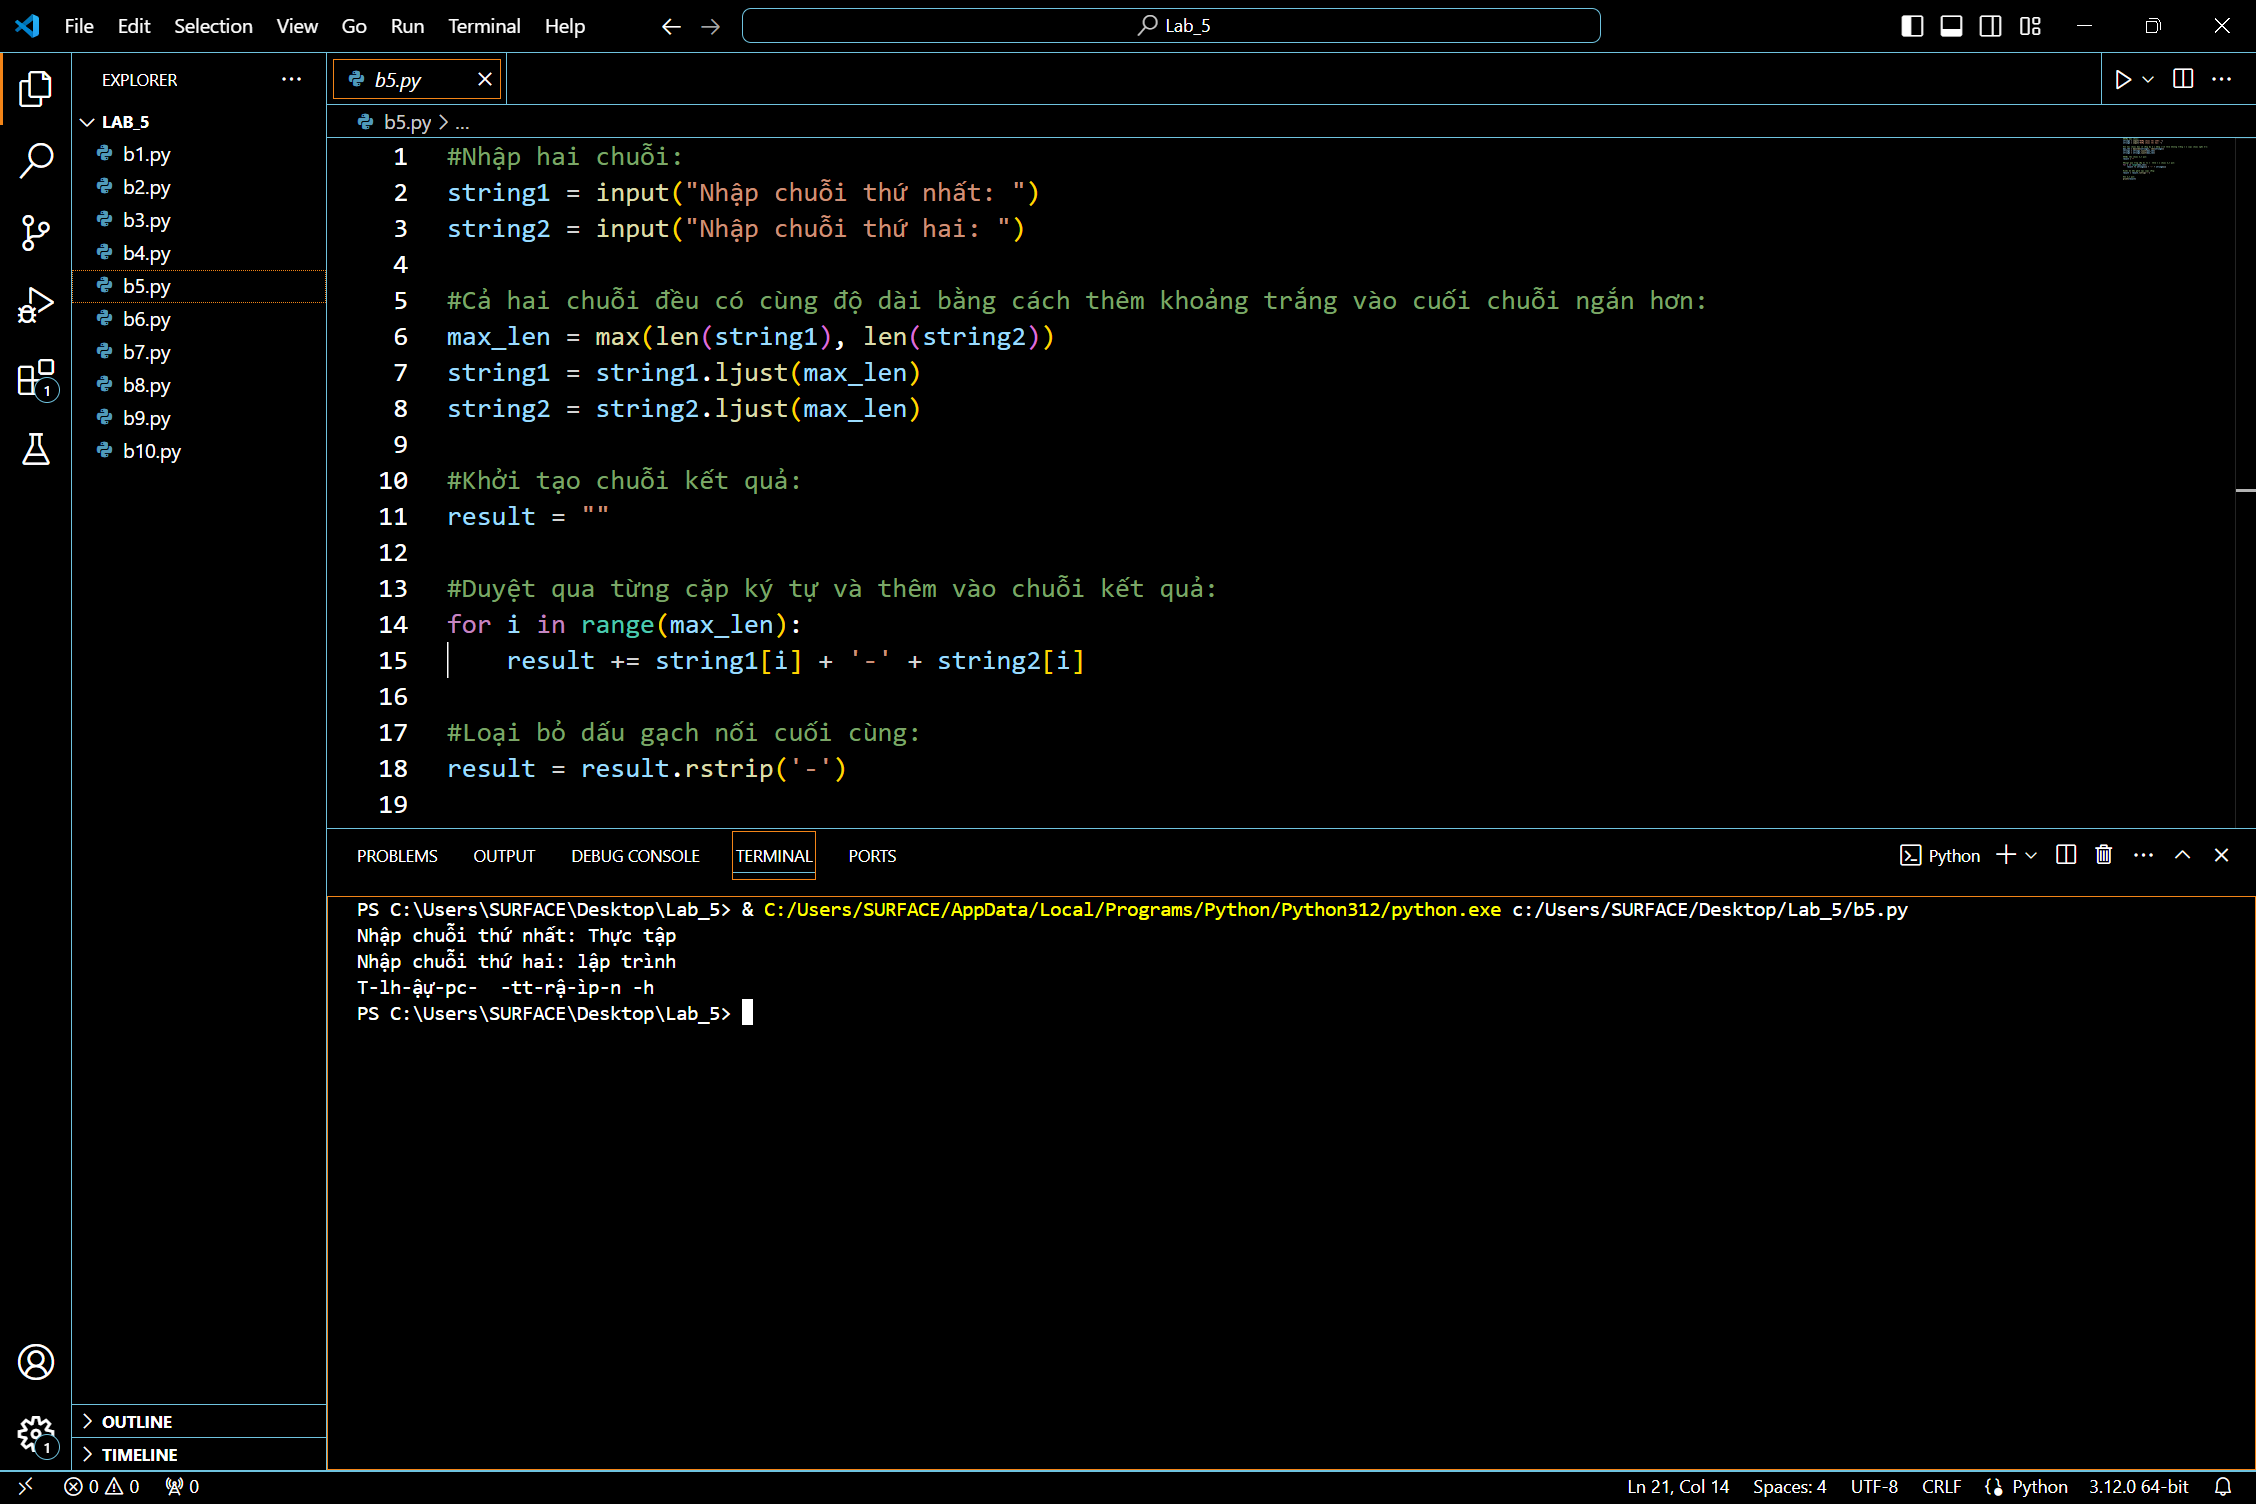 File Edit Selection View Go Run Terminal Help
Lab_5
EXPLORER
LAB_5
b1.py
b2.py
b3.py
b4.py
b5.py
b6.py
b7.py
b8.py
b9.py
b10.py
OUTLINE
TIMELINE
b5.py
b5.py > ...
1 #Nhập hai chuỗi:
2 string1 = input("Nhập chuỗi thứ nhất: ")
3 string2 = input("Nhập chuỗi thứ hai: ")
4
5 #Cả hai chuỗi đều có cùng độ dài bằng cách thêm khoảng trắng vào cuối chuỗi ngắn hơn:
6 max_len = max(len(string1), len(string2))
7 string1 = string1.ljust(max_len)
8 string2 = string2.ljust(max_len)
9
10 #Khởi tạo chuỗi kết quả:
11 result = ""
12
13 #Duyệt qua từng cặp ký tự và thêm vào chuỗi kết quả:
14 for i in range(max_len):
15     result += string1[i] + '-' + string2[i]
16
17 #Loại bỏ dấu gạch nối cuối cùng:
18 result = result.rstrip('-')
19
PROBLEMS OUTPUT DEBUG CONSOLE TERMINAL PORTS
Python
PS C:\Users\SURFACE\Desktop\Lab_5> & C:/Users/SURFACE/AppData/Local/Programs/Python/Python312/python.exe c:/Users/SURFACE/Desktop/Lab_5/b5.py
Nhập chuỗi thứ nhất: Thực tập
Nhập chuỗi thứ hai: lập trình
T-lh-ậự-pc-  -tt-rậ-ìp-n -h
PS C:\Users\SURFACE\Desktop\Lab_5>
1
1
0 0 0
Ln 21, Col 14 Spaces: 4 UTF-8 CRLF Python 3.12.0 64-bit